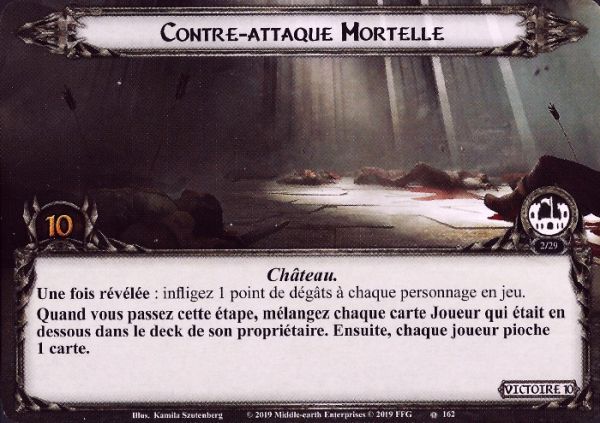 CONTRE-ATTAQUE MORTELLE
10
2/29
Château.
Une fois révélée : infligez 1 point de dégâts à chaque personnage en jeu.
Quand vous passez cette étape, mélangez chaque carte Joueur qui était en
dessous dans le deck de son propriétaire. Ensuite, chaque joueur pioche
1 carte.
VICTOIRE 10
Illus. Kamila Szutenberg © 2019 Middle-earth Enterprises © 2019 FFG 162